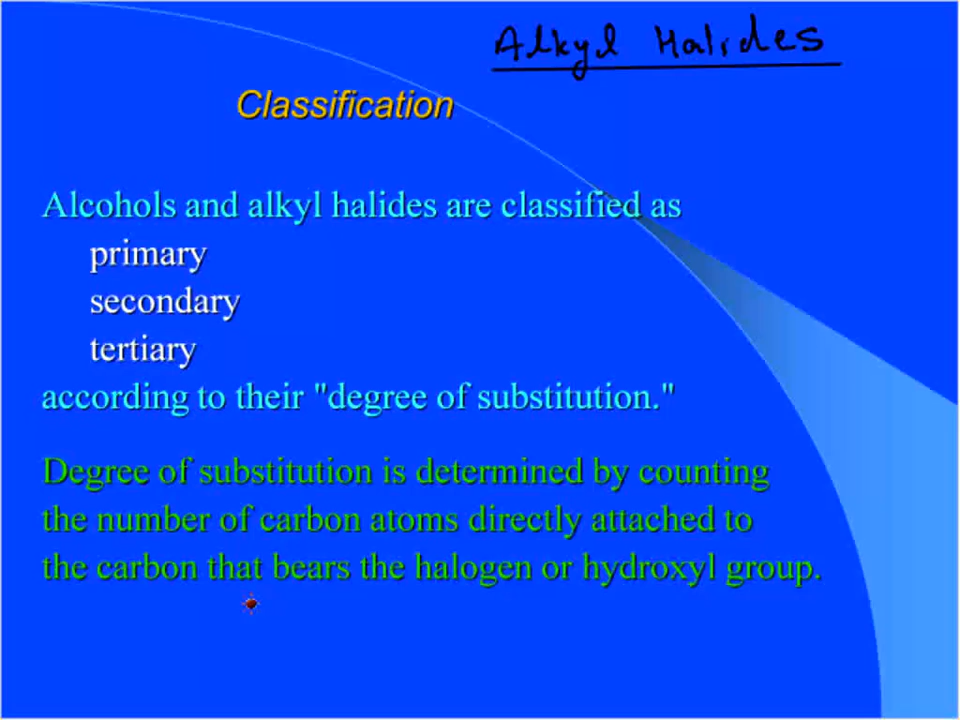 Alkyl Halides
Classification
Alcohols and alkyl halides are classified as
primary
secondary
tertiary
according to their "degree of substitution."
Degree of substitution is determined by counting
the number of carbon atoms directly attached to
the carbon that bears the halogen or hydroxyl group.